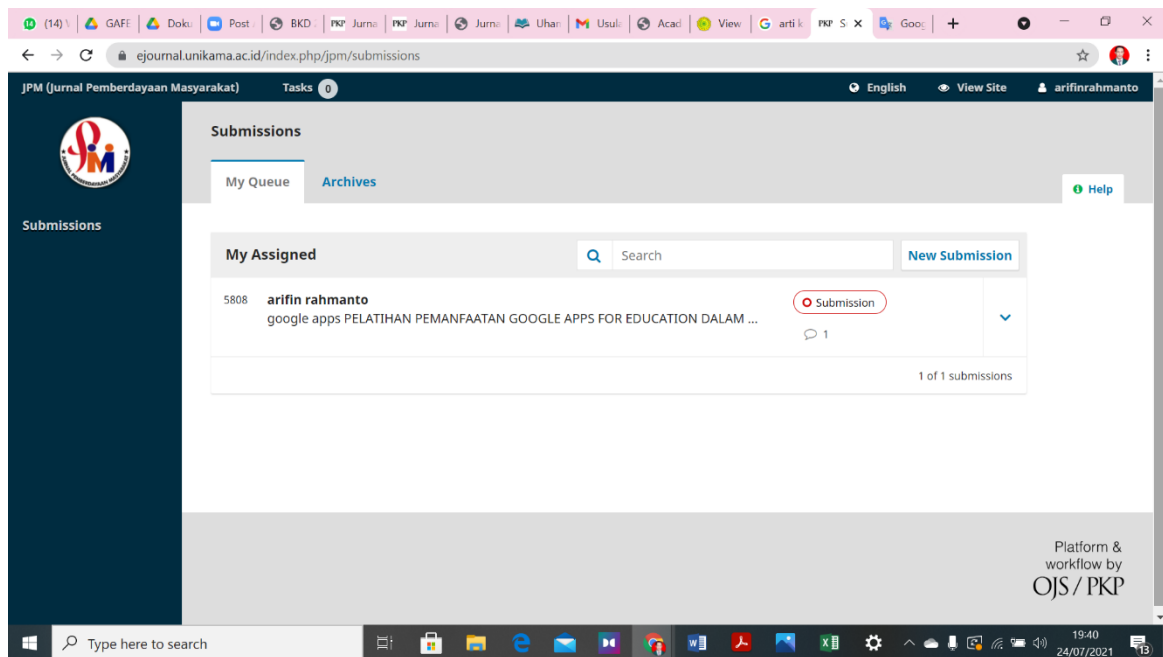 (14) \
GAFE
Doku
Post
BKD
PKP Jurna
PKP Jurna
Jurna
Uhan
Usula
Acad
View
arti k
PKP S
Goog
ejournal.unikama.ac.id/index.php/jpm/submissions
JPM (Jurnal Pemberdayaan Masyarakat) Tasks 0 English View Site arifinrahmanto
Submissions
My Queue Archives
Help
Submissions
My Assigned Search New Submission
5808 arifin rahmanto Submission
google apps PELATIHAN PEMANFAATAN GOOGLE APPS FOR EDUCATION DALAM ...
1
1 of 1 submissions
Platform &
workflow by
OJS / PKP
Type here to search
19:40
24/07/2021
13